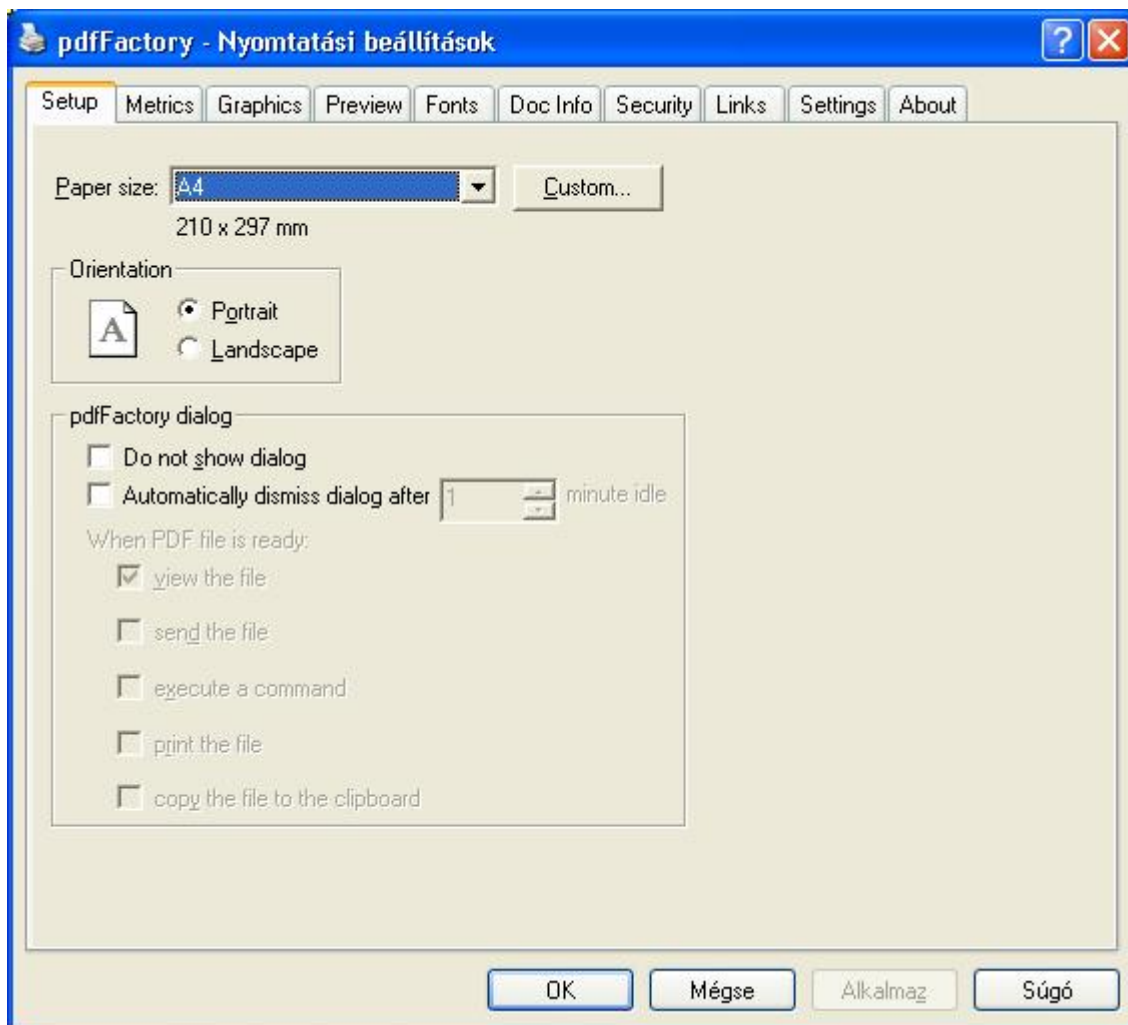 pdfFactory - Nyomtatási beállítások
Setup Metrics Graphics Preview Fonts Doc Info Security Links Settings About
Paper size: A4 Custom...
210 x 297 mm
Orientation
A
Portrait
Landscape
pdfFactory dialog
Do not show dialog
Automatically dismiss dialog after 1 minute idle
When PDF file is ready:
view the file
send the file
execute a command
print the file
copy the file to the clipboard
OK Mégse Alkalmaz Súgó